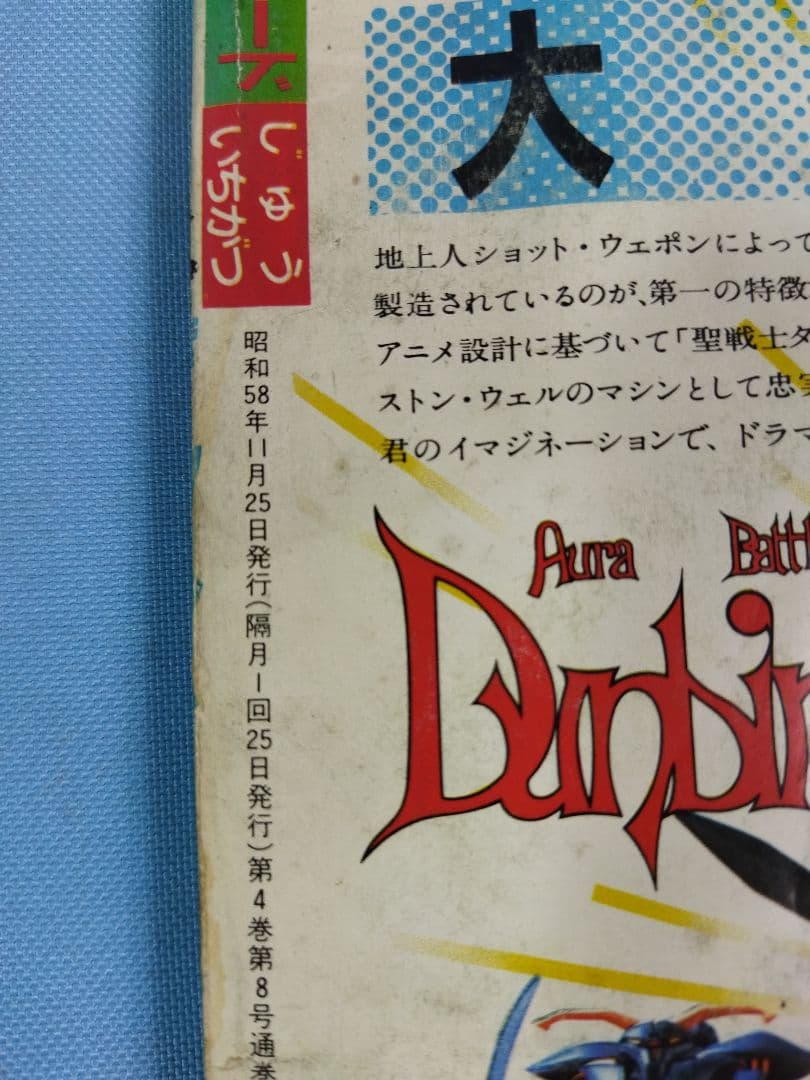 ード
じゅう
いちがつ
大
地上人ショット・ウェポンによって
製造されているのが、第一の特徴
アニメ設計に基づいて「聖戦士ダ
ストン・ウェルのマシンとして忠実
君のイマジネーションで、ドラマ
昭和58年11月25日発行(隔月1回25日発行)第4巻第8号通巻
Aura Battl
Dunbin